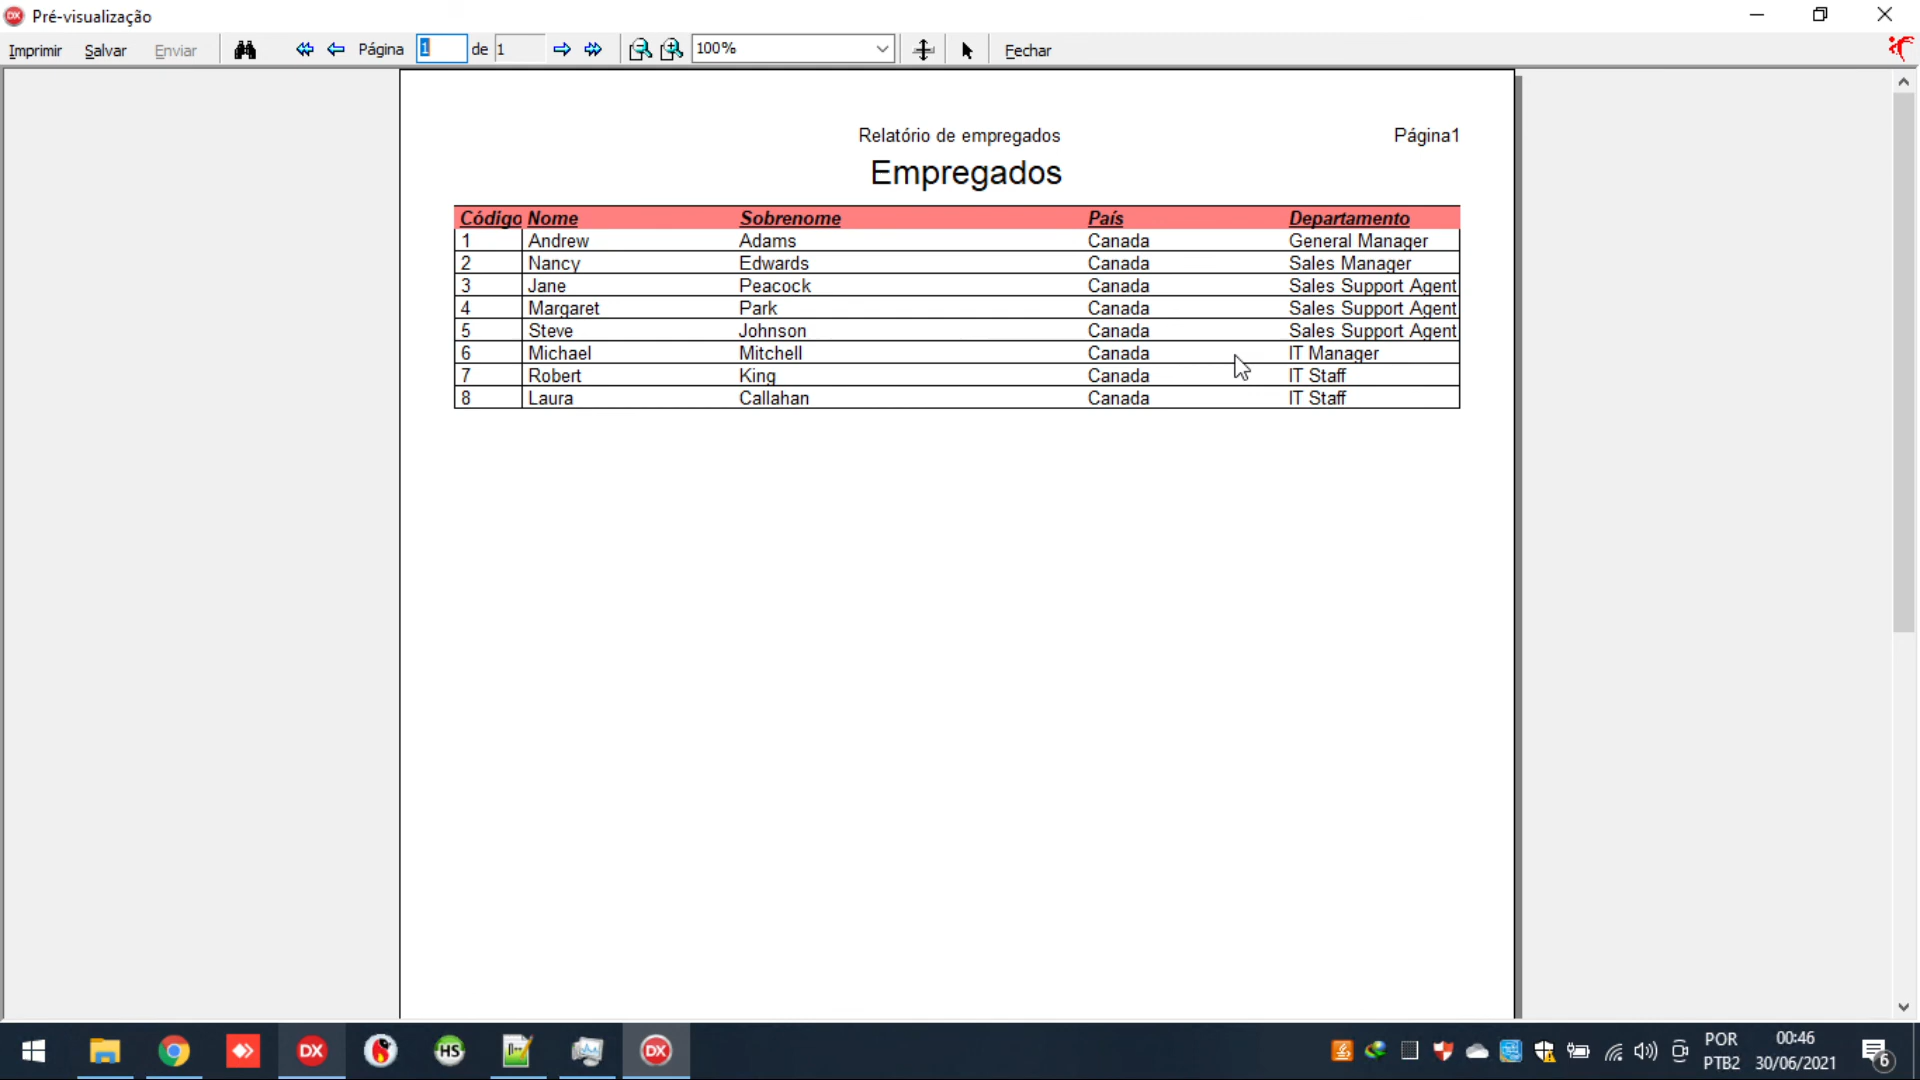 Pré-visualização
Imprimir Salvar Enviar Página 1 de 1 100% Fechar
Relatório de empregados Página1
Empregados
Código Nome Sobrenome País Departamento
1 Andrew Adams Canada General Manager
2 Nancy Edwards Canada Sales Manager
3 Jane Peacock Canada Sales Support Agent
4 Margaret Park Canada Sales Support Agent
5 Steve Johnson Canada Sales Support Agent
6 Michael Mitchell Canada IT Manager
7 Robert King Canada IT Staff
8 Laura Callahan Canada IT Staff
DX HS DX POR 00:46
PTB2 30/06/2021 6